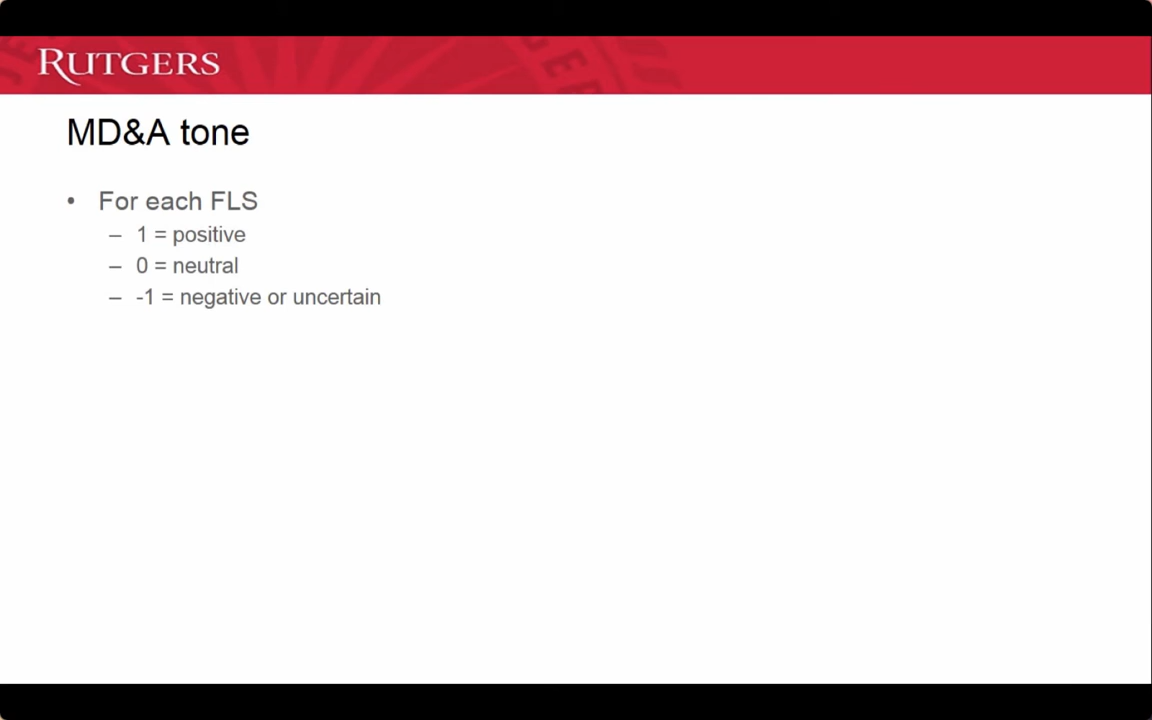 RUTGERS
MD&A tone
• For each FLS
– 1 = positive
– 0 = neutral
– -1 = negative or uncertain